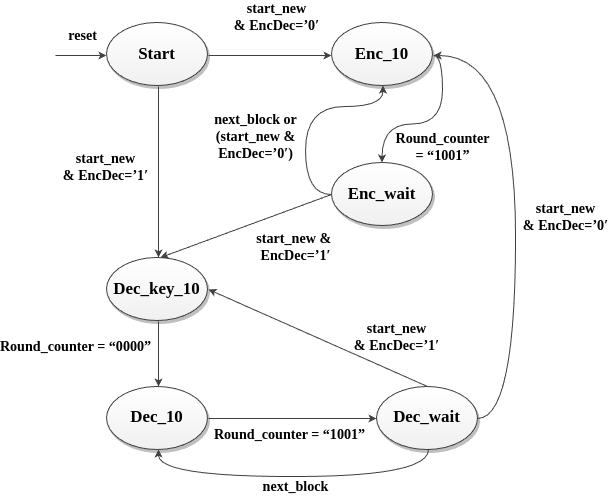 start_new
& EncDec=’0’
reset
Start
Enc_10
next_block or
(start_new &
EncDec=’0’)
Round_counter
= “1001”
start_new
& EncDec=’1’
Enc_wait
start_new
& EncDec=’0’
start_new &
EncDec=’1’
Dec_key_10
start_new
& EncDec=’1’
Round_counter = “0000”
Dec_10
Dec_wait
Round_counter = “1001”
next_block